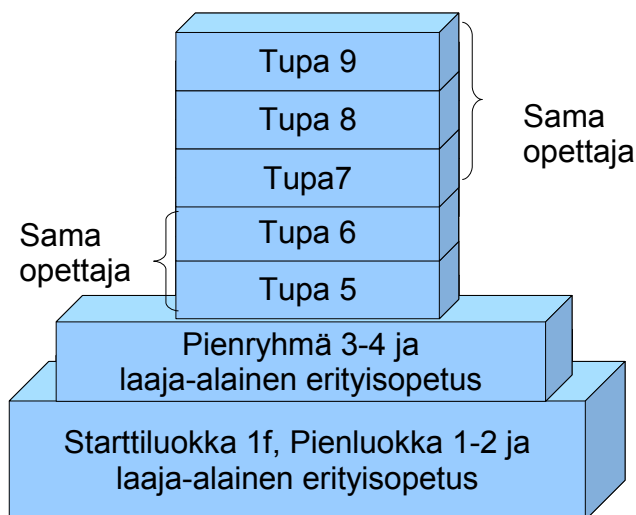 Tupa 9
Tupa 8
Sama
opettaja
Tupa7
Tupa 6
Sama
opettaja
Tupa 5
Pienryhmä 3-4 ja
laaja-alainen erityisopetus
Starttiluokka 1f, Pienluokka 1-2 ja
laaja-alainen erityisopetus